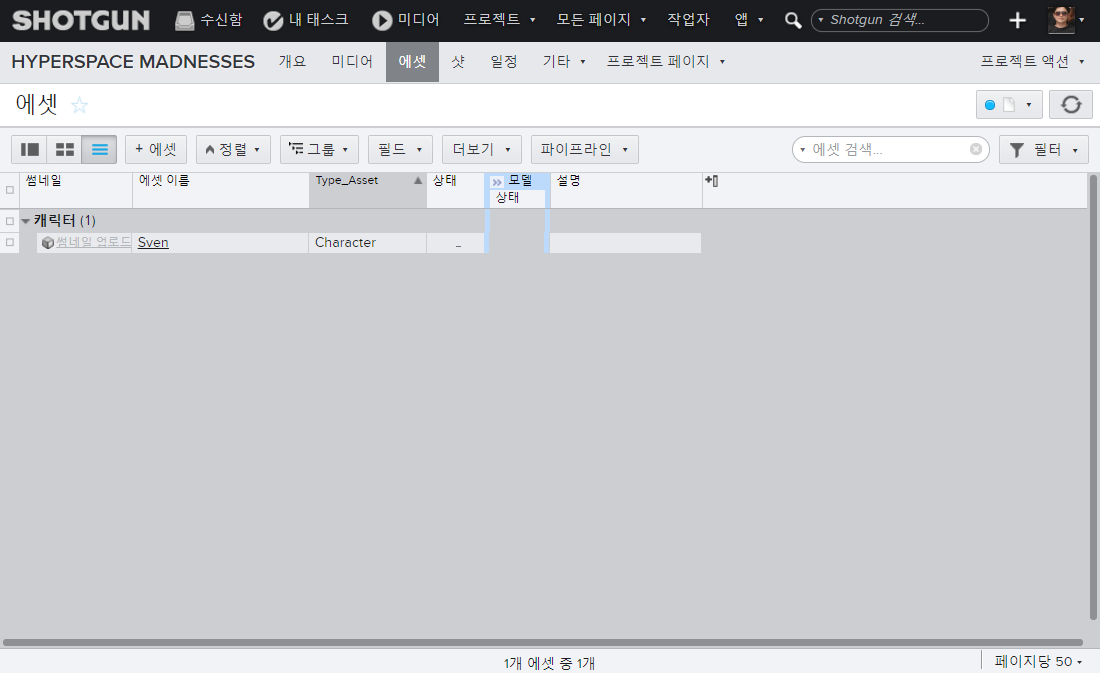 SHOTGUN 수신함 내 태스크 미디어 프로젝트 모든 페이지 작업자 앱 Shotgun 검색...
HYPERSPACE MADNESSES 개요 미디어 에셋 샷 일정 기타 프로젝트 페이지 프로젝트 액션
에셋
+ 에셋 정렬 그룹 필드 더보기 파이프라인 에셋 검색... 필터
썸네일 에셋 이름 Type_Asset 상태 모델 설명
상태
캐릭터 (1)
썸네일 업로드 Sven Character -
1개 에셋 중 1개 페이지당 50